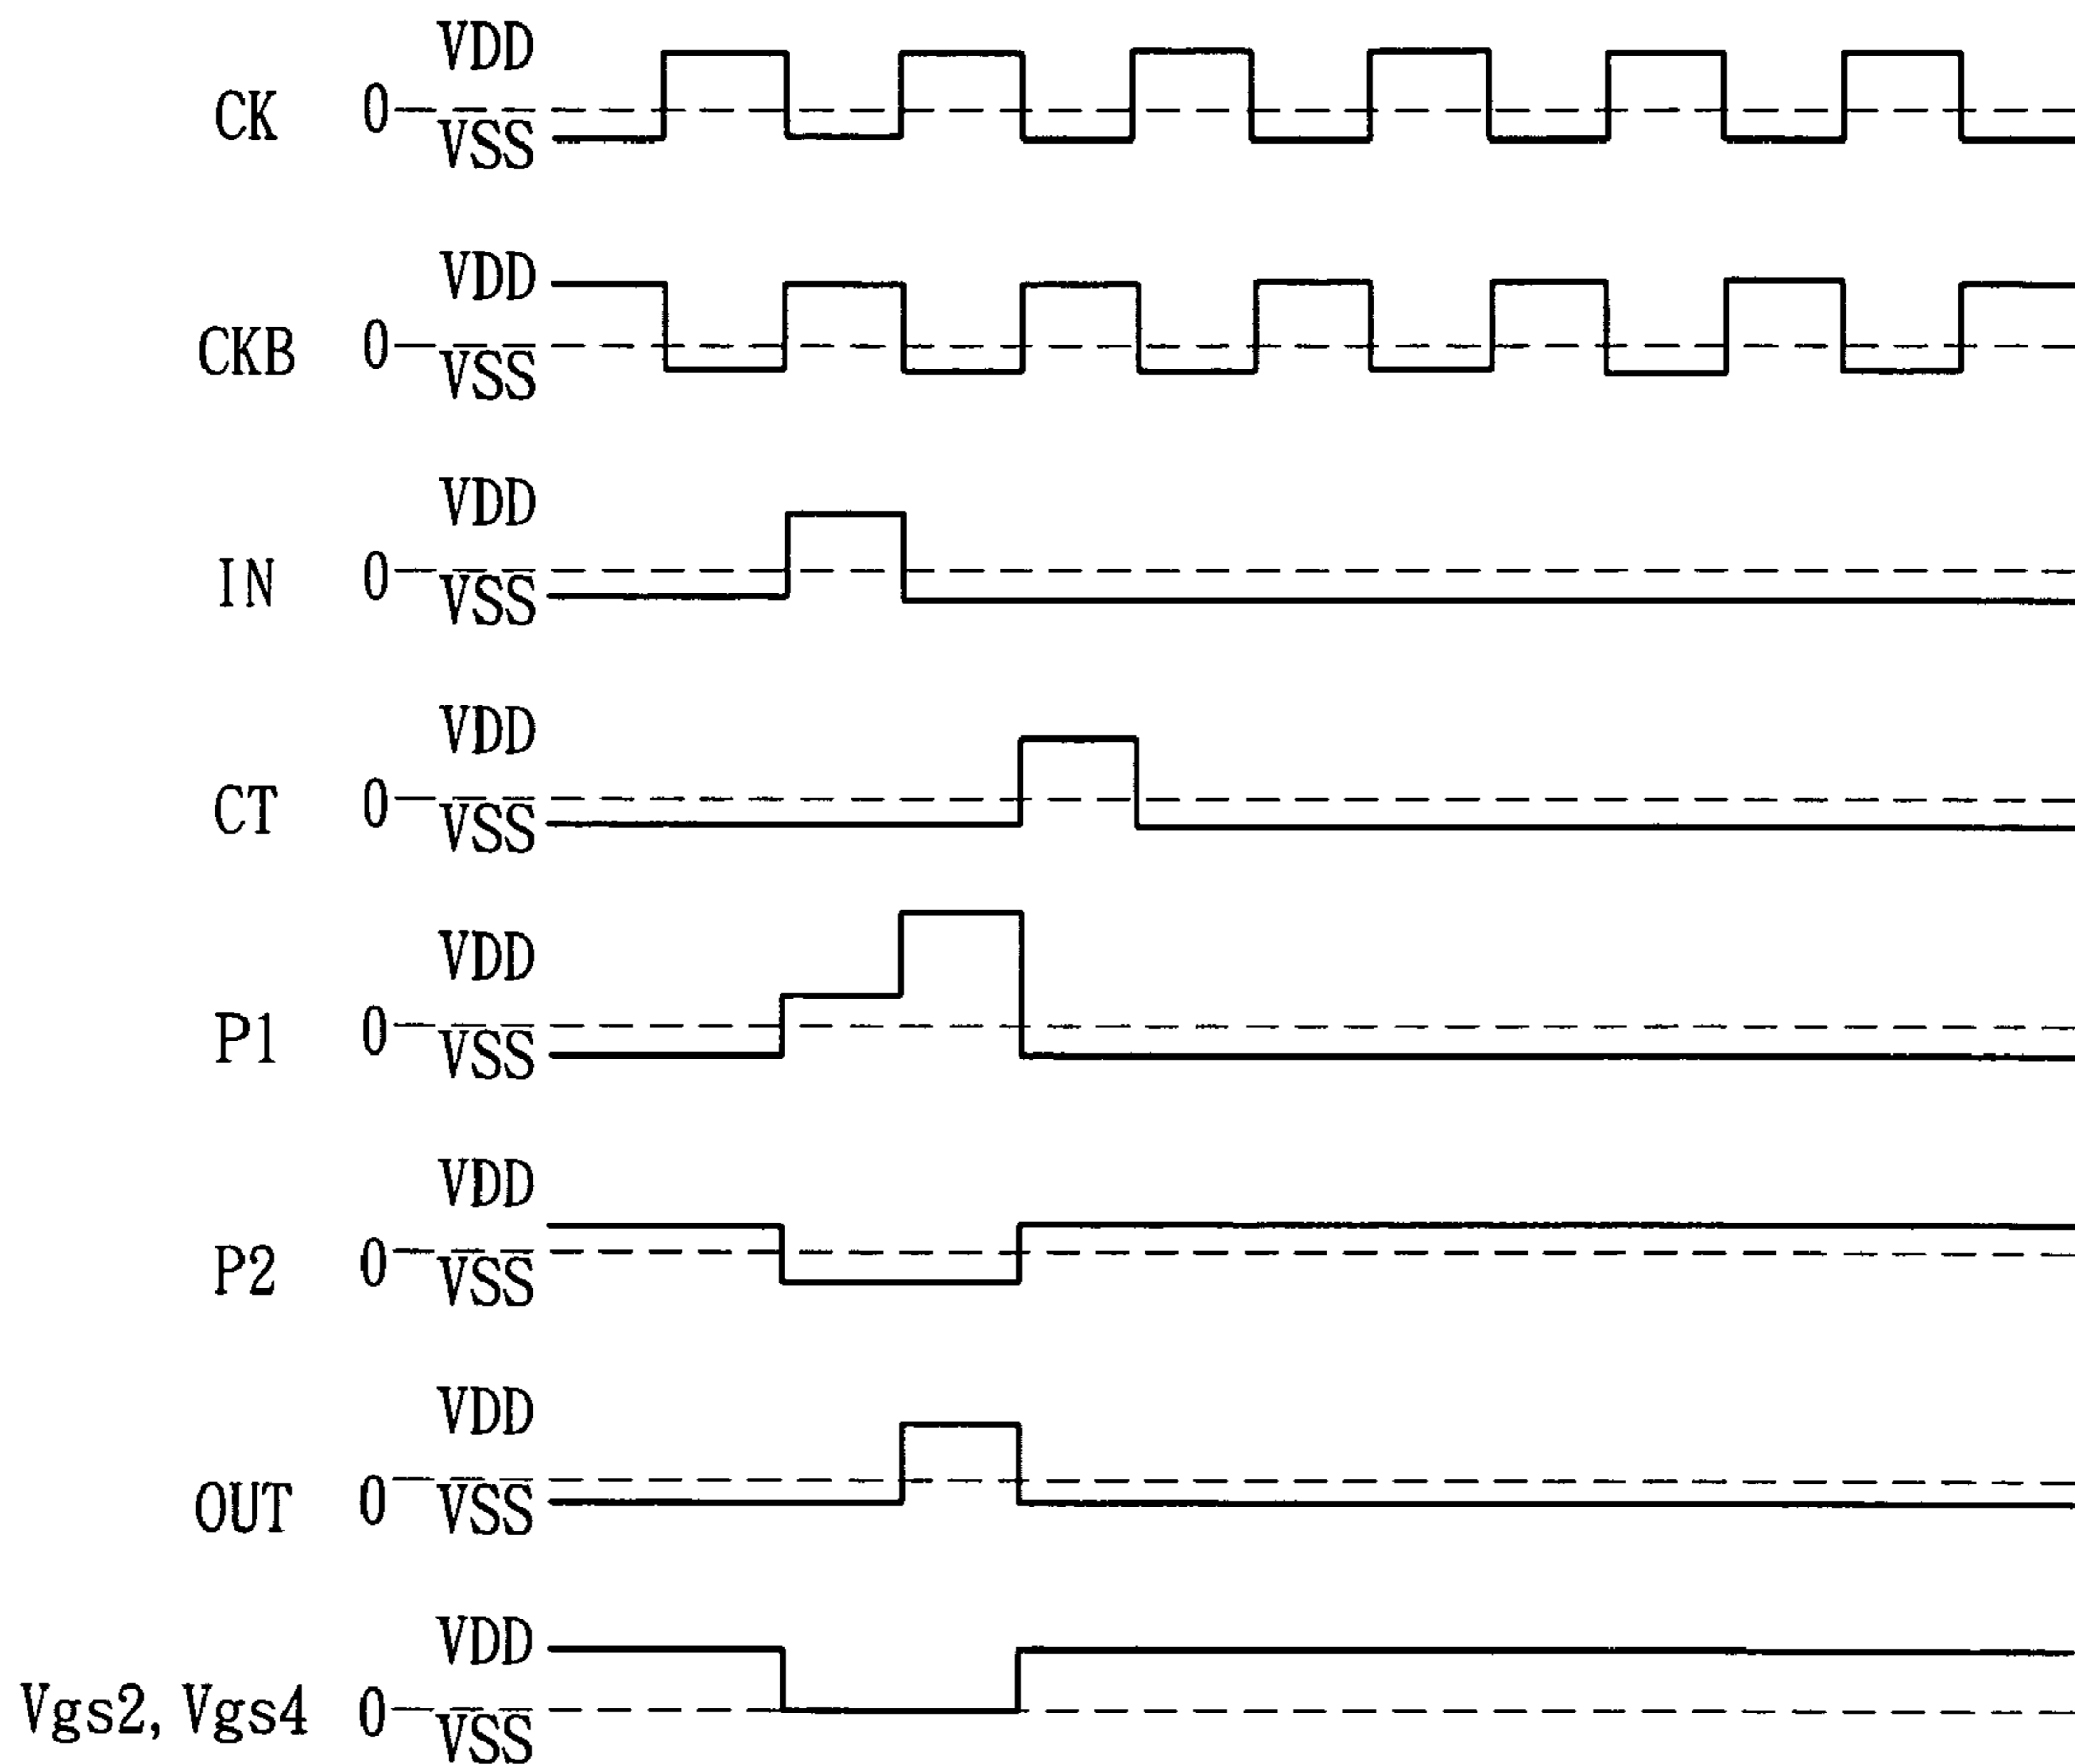 VDD
CK 0
VSS
VDD
CKB 0
VSS
VDD
IN 0
VSS
VDD
CT 0
VSS
VDD
P1 0
VSS
VDD
P2 0
VSS
VDD
OUT 0
VSS
VDD
Vgs2, Vgs4 0
VSS